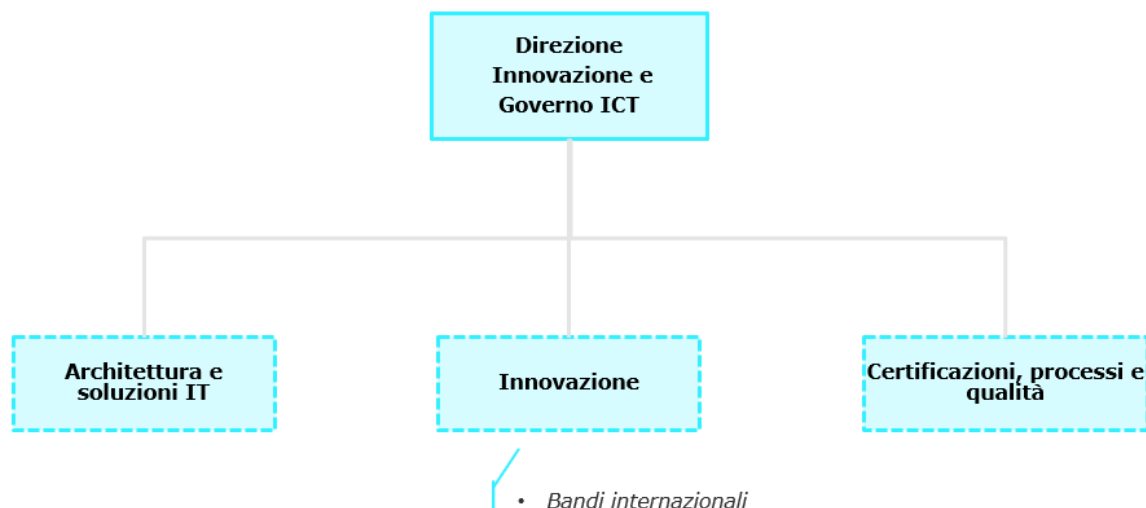 Direzione
Innovazione e
Governo ICT
Architettura e
soluzioni IT
Innovazione
Certificazioni, processi e
qualità
• Bandi internazionali